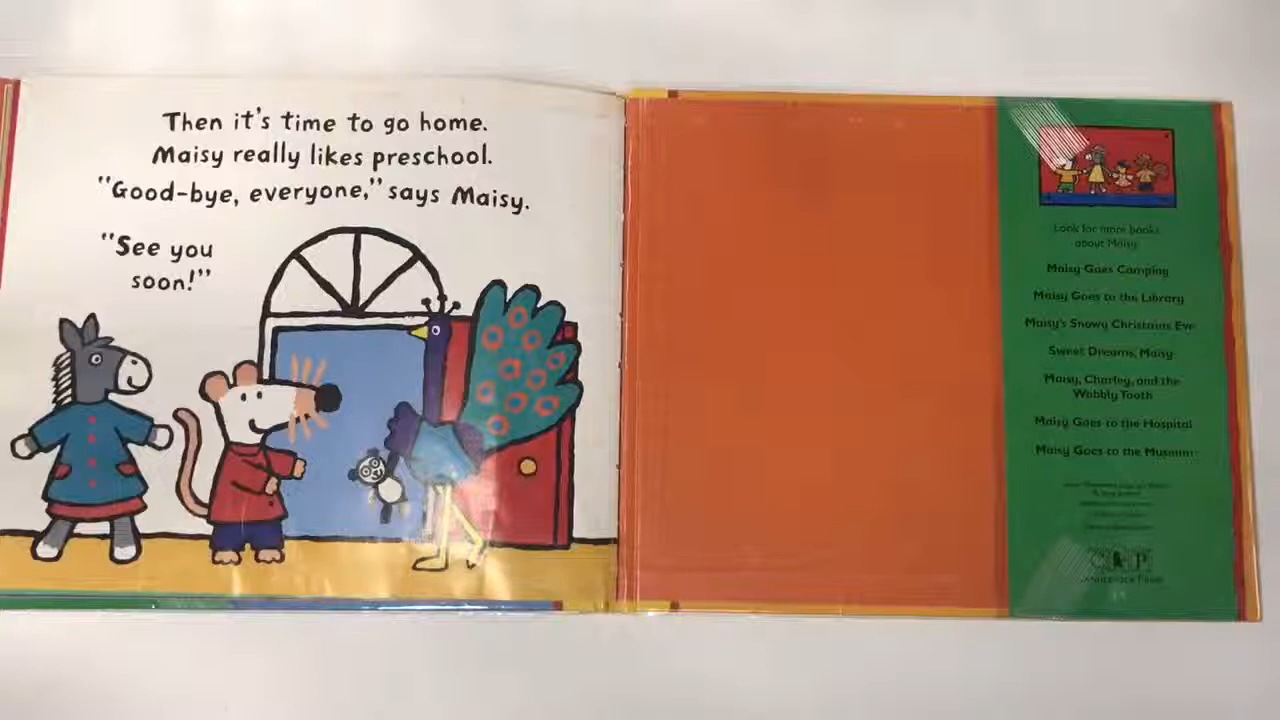 Then it's time to go home.
Maisy really likes preschool.
"Good-bye, everyone," says Maisy.
"See you
soon!"
Look for more books
about Maisy
Maisy Goes Camping
Maisy Goes to the Library
Maisy's Snowy Christmas Eve
Sweet Dreams, Maisy
Maisy, Charley, and the
Wobbly Tooth
Maisy Goes to the Hospital
Maisy Goes to the Museum